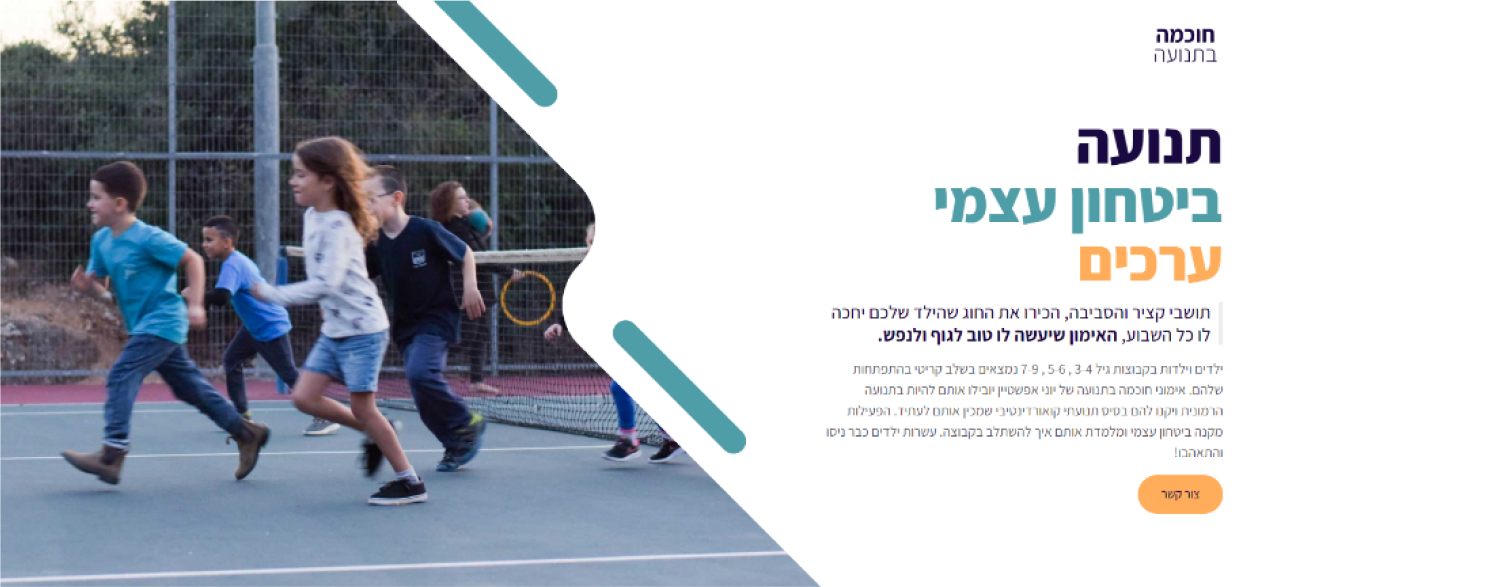 חוכמה
בתנועה
תנועה
ביטחון עצמי
ערכים
תושבי קציר והסביבה, הכירו את החוג שהילד שלכם יחכה
לו כל השבוע, האימון שיעשה לו טוב לגוף ולנפש.
ילדים וילדות בקבוצות גיל 3-4 , 5-6 , 7-9 נמצאים בשלב קריטי בהתפתחות
שלהם. אימוני חוכמה בתנועה של יוני אפשטיין יובילו אותם להיות בתנועה
הרמונית ויקנו להם בסיס תנועתי קואורדינטיבי שמכין אותם לעתיד. הפעילות
מקנה ביטחון עצמי ומלמדת אותם איך להשתלב בקבוצה. עשרות ילדים כבר ניסו
והתאהבו!
צור קשר